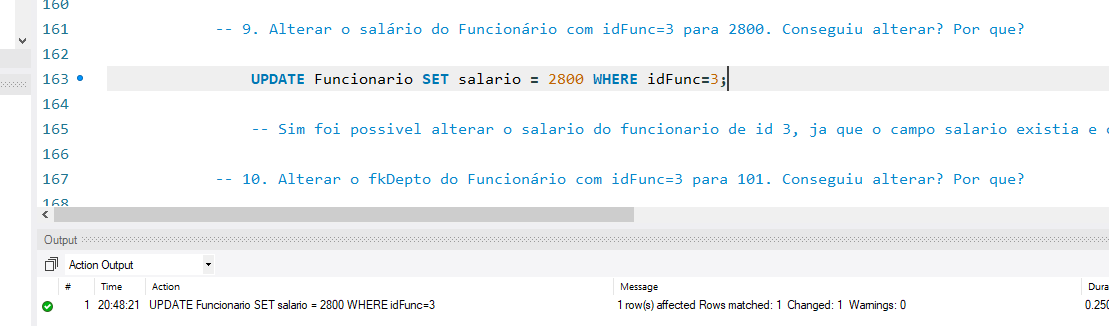 160
161 -- 9. Alterar o salário do Funcionário com idFunc=3 para 2800. Conseguiu alterar? Por que?
162
163 UPDATE Funcionario SET salario = 2800 WHERE idFunc=3;
164
165 -- Sim foi possivel alterar o salario do funcionario de id 3, ja que o campo salario existia e
166
167 -- 10. Alterar o fkDepto do Funcionário com idFunc=3 para 101. Conseguiu alterar? Por que?
168
Output
Action Output
# Time Action Message
1 20:48:21 UPDATE Funcionario SET salario = 2800 WHERE idFunc=3 1 row(s) affected Rows matched: 1 Changed: 1 Warnings: 0